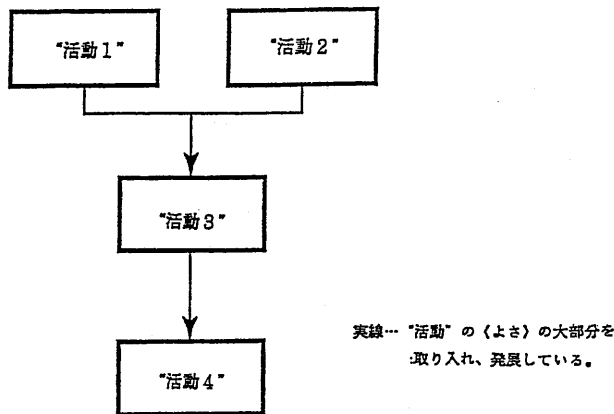 “活動1” “活動2”
“活動3”
“活動4”
実線… “活動” の〈よさ〉の大部分を
:取り入れ、発展している。